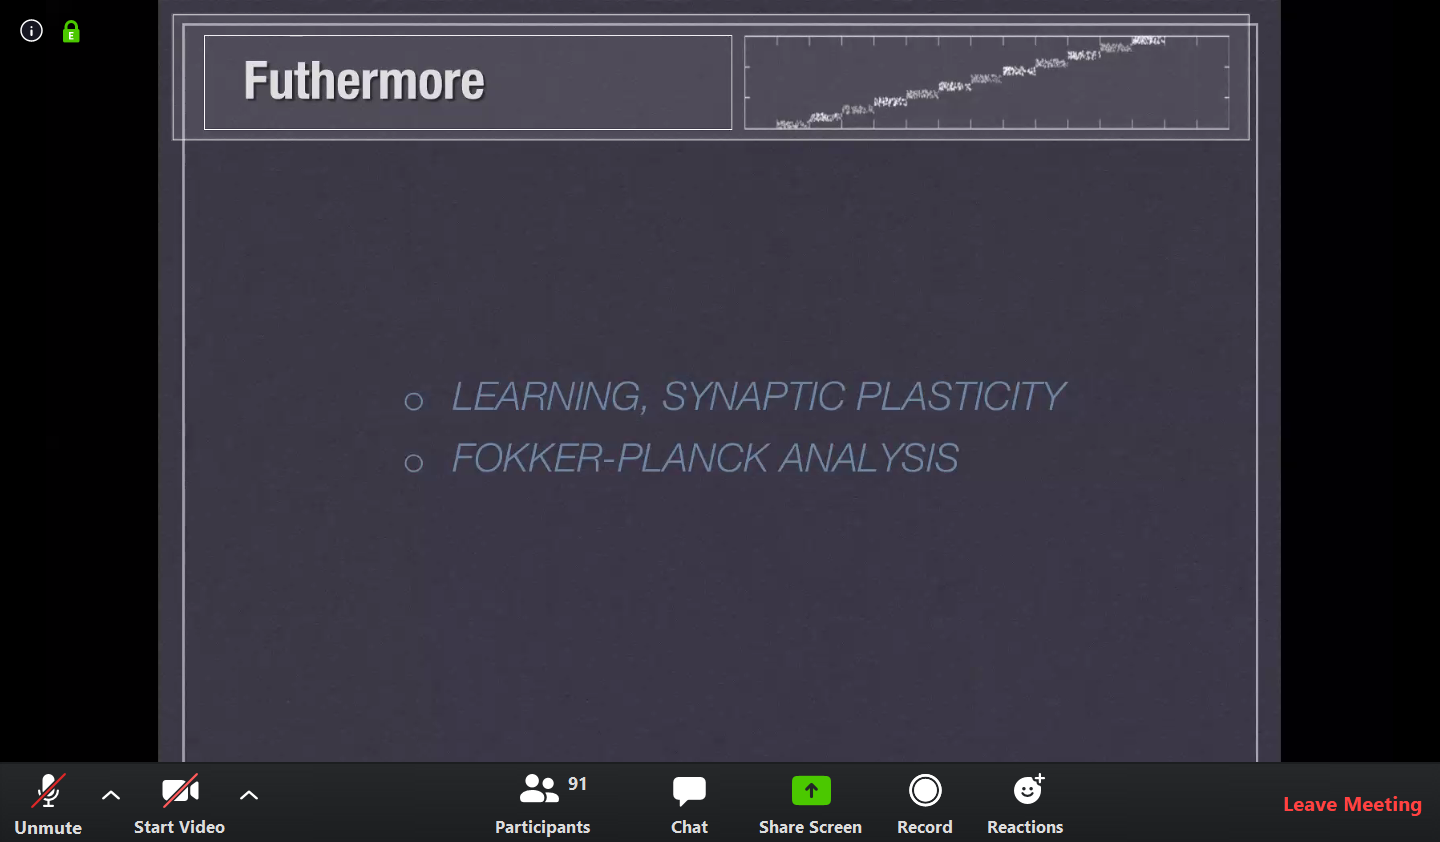 E
Futhermore
LEARNING, SYNAPTIC PLASTICITY
FOKKER-PLANCK ANALYSIS
91
Unmute
Start Video
Participants
Chat
Share Screen
Record
Reactions
Leave Meeting